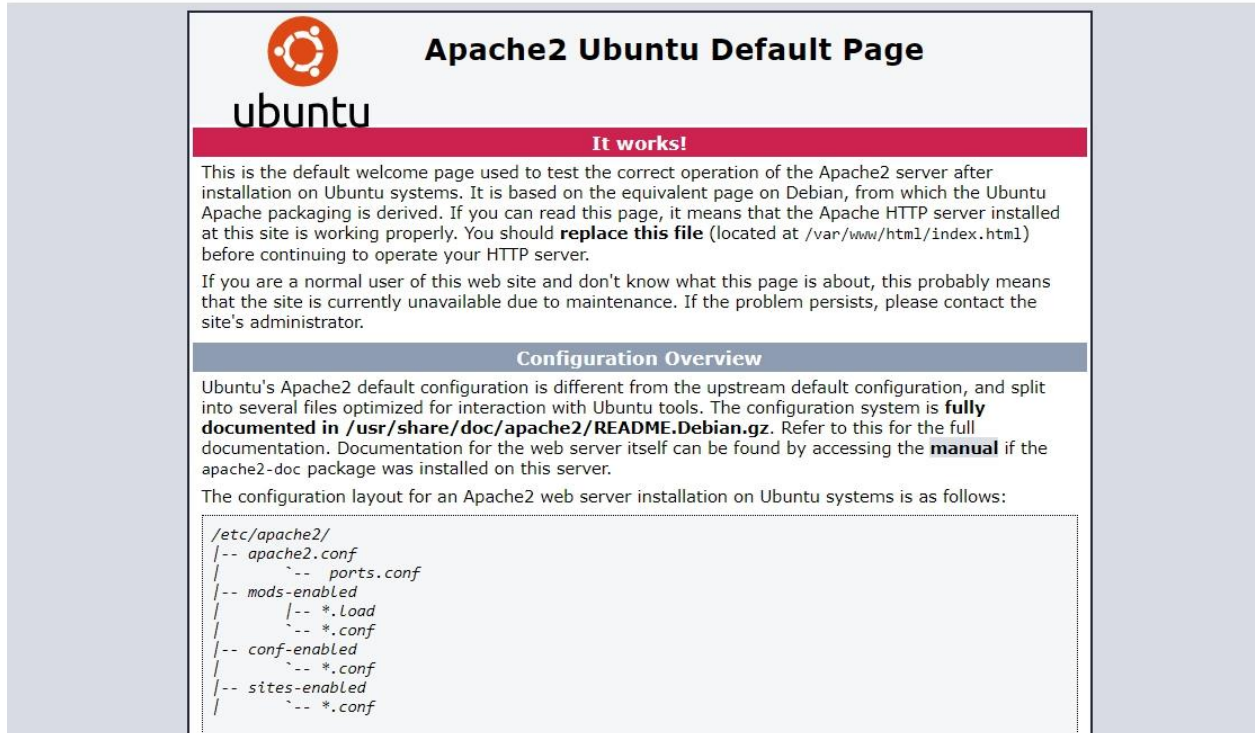 ubuntu
Apache2 Ubuntu Default Page
It works!
This is the default welcome page used to test the correct operation of the Apache2 server after
installation on Ubuntu systems. It is based on the equivalent page on Debian, from which the Ubuntu
Apache packaging is derived. If you can read this page, it means that the Apache HTTP server installed
at this site is working properly. You should replace this file (located at /var/www/html/index.html)
before continuing to operate your HTTP server.
If you are a normal user of this web site and don't know what this page is about, this probably means
that the site is currently unavailable due to maintenance. If the problem persists, please contact the
site's administrator.
Configuration Overview
Ubuntu's Apache2 default configuration is different from the upstream default configuration, and split
into several files optimized for interaction with Ubuntu tools. The configuration system is fully
documented in /usr/share/doc/apache2/README.Debian.gz. Refer to this for the full
documentation. Documentation for the web server itself can be found by accessing the manual if the
apache2-doc package was installed on this server.
The configuration layout for an Apache2 web server installation on Ubuntu systems is as follows:
/etc/apache2/
|-- apache2.conf
|       `--  ports.conf
|-- mods-enabled
|       |-- *.load
|       `-- *.conf
|-- conf-enabled
|       `-- *.conf
|-- sites-enabled
|       `-- *.conf